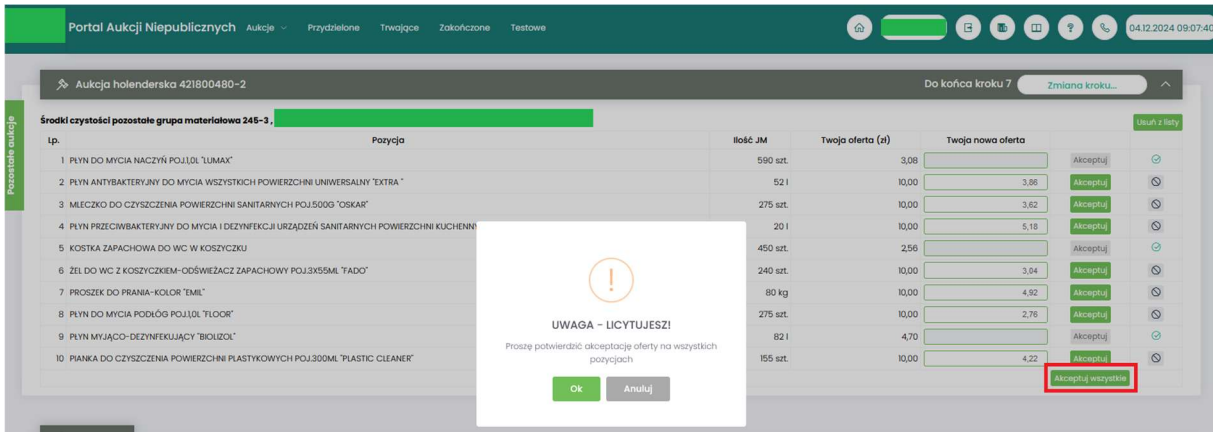 Portal Aukcji Niepublicznych Aukcje Przydzielone Trwające Zakończone Testowe 04.12.2024 09:07:40
Pozostałe aukcje
Aukcja holenderska 421800480-2 Do końca kroku 7 Zmiana kroku...
Środki czystości pozostałe grupa materiałowa 245-3 , Usuń z listy
Lp. Pozycja Ilość JM Twoja oferta (zł) Twoja nowa oferta
1 PŁYN DO MYCIA NACZYŃ POJ.1,0L "LUMAX" 590 szt. 3,08 Akceptuj
2 PŁYN ANTYBAKTERYJNY DO MYCIA WSZYSTKICH POWIERZCHNI UNIWERSALNY "EXTRA " 52 l 10,00 3,86 Akceptuj
3 MLECZKO DO CZYSZCZENIA POWIERZCHNI SANITARNYCH POJ.500G "OSKAR" 275 szt. 10,00 3,62 Akceptuj
4 PŁYN PRZECIWBAKTERYJNY DO MYCIA I DEZYNFEKCJI URZĄDZEŃ SANITARNYCH POWIERZCHNI KUCHENNY 20 l 10,00 5,18 Akceptuj
5 KOSTKA ZAPACHOWA DO WC W KOSZYCZKU 450 szt. 2,56 Akceptuj
6 ŻEL DO WC Z KOSZYCZKIEM-ODŚWIEŻACZ ZAPACHOWY POJ.3X55ML "FADO" 240 szt. 10,00 3,04 Akceptuj
7 PROSZEK DO PRANIA-KOLOR "EMIL" 80 kg 10,00 4,92 Akceptuj
8 PŁYN DO MYCIA PODŁÓG POJ.1,0L "FLOOR" 275 szt. 10,00 2,76 Akceptuj
9 PŁYN MYJĄCO-DEZYNFEKUJĄCY "BIOLIZOL" 82 l 4,70 Akceptuj
10 PIANKA DO CZYSZCZENIA POWIERZCHNI PLASTYKOWYCH POJ.300ML "PLASTIC CLEANER" 155 szt. 10,00 4,22 Akceptuj
Akceptuj wszystkie
UWAGA - LICYTUJESZ!
Proszę potwierdzić akceptację oferty na wszystkich
pozycjach
Ok Anuluj